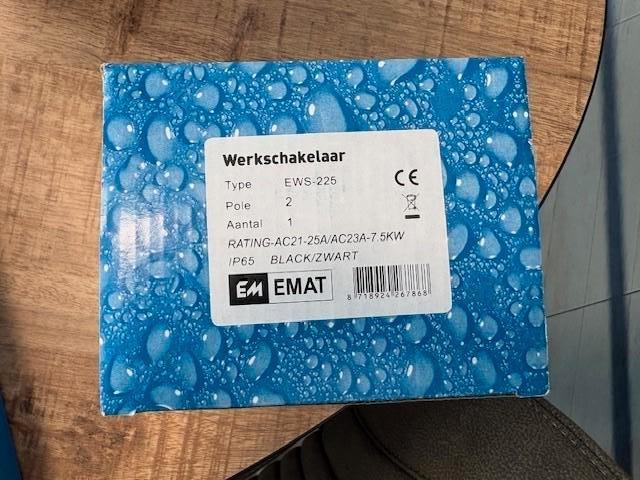 Werkschakelaar
Type EWS-225
Pole 2
Aantal 1
RATING-AC21-25A/AC23A-7.5KW
IP65 BLACK/ZWART
EM EMAT
8 718924 267868
CE